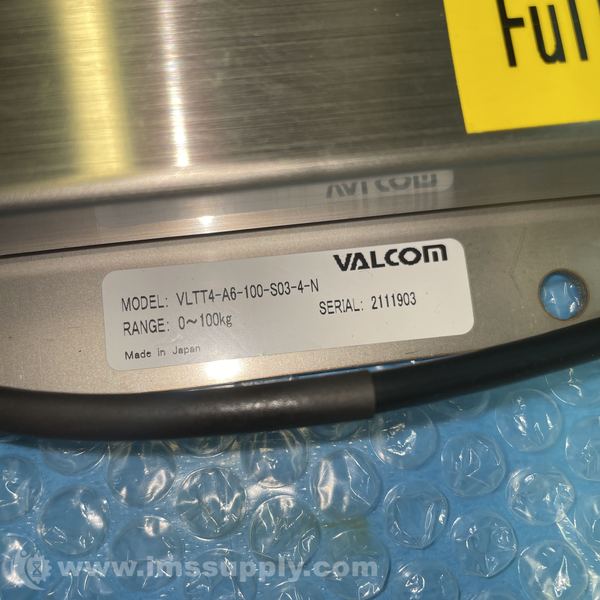 Ful
VALCOM
VALCOM
MODEL: VLTT4-A6-100-S03-4-N
RANGE: 0~100kg
SERIAL: 2111903
Made in Japan
www.imssupply.com